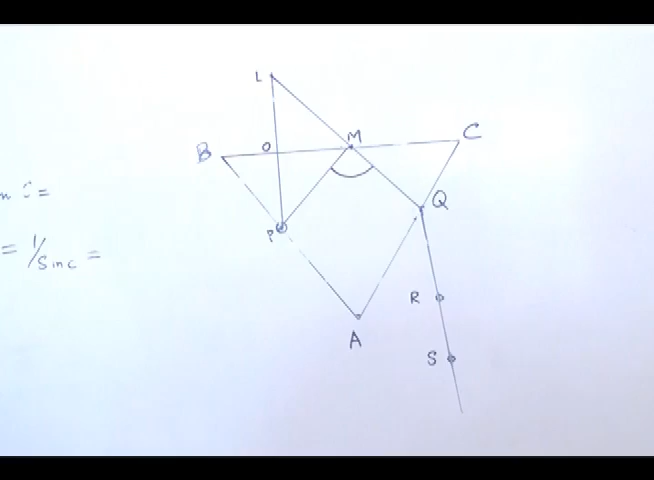 L
B
O
M
C
P
Q
n C =
= 1/sin c =
R
A
S